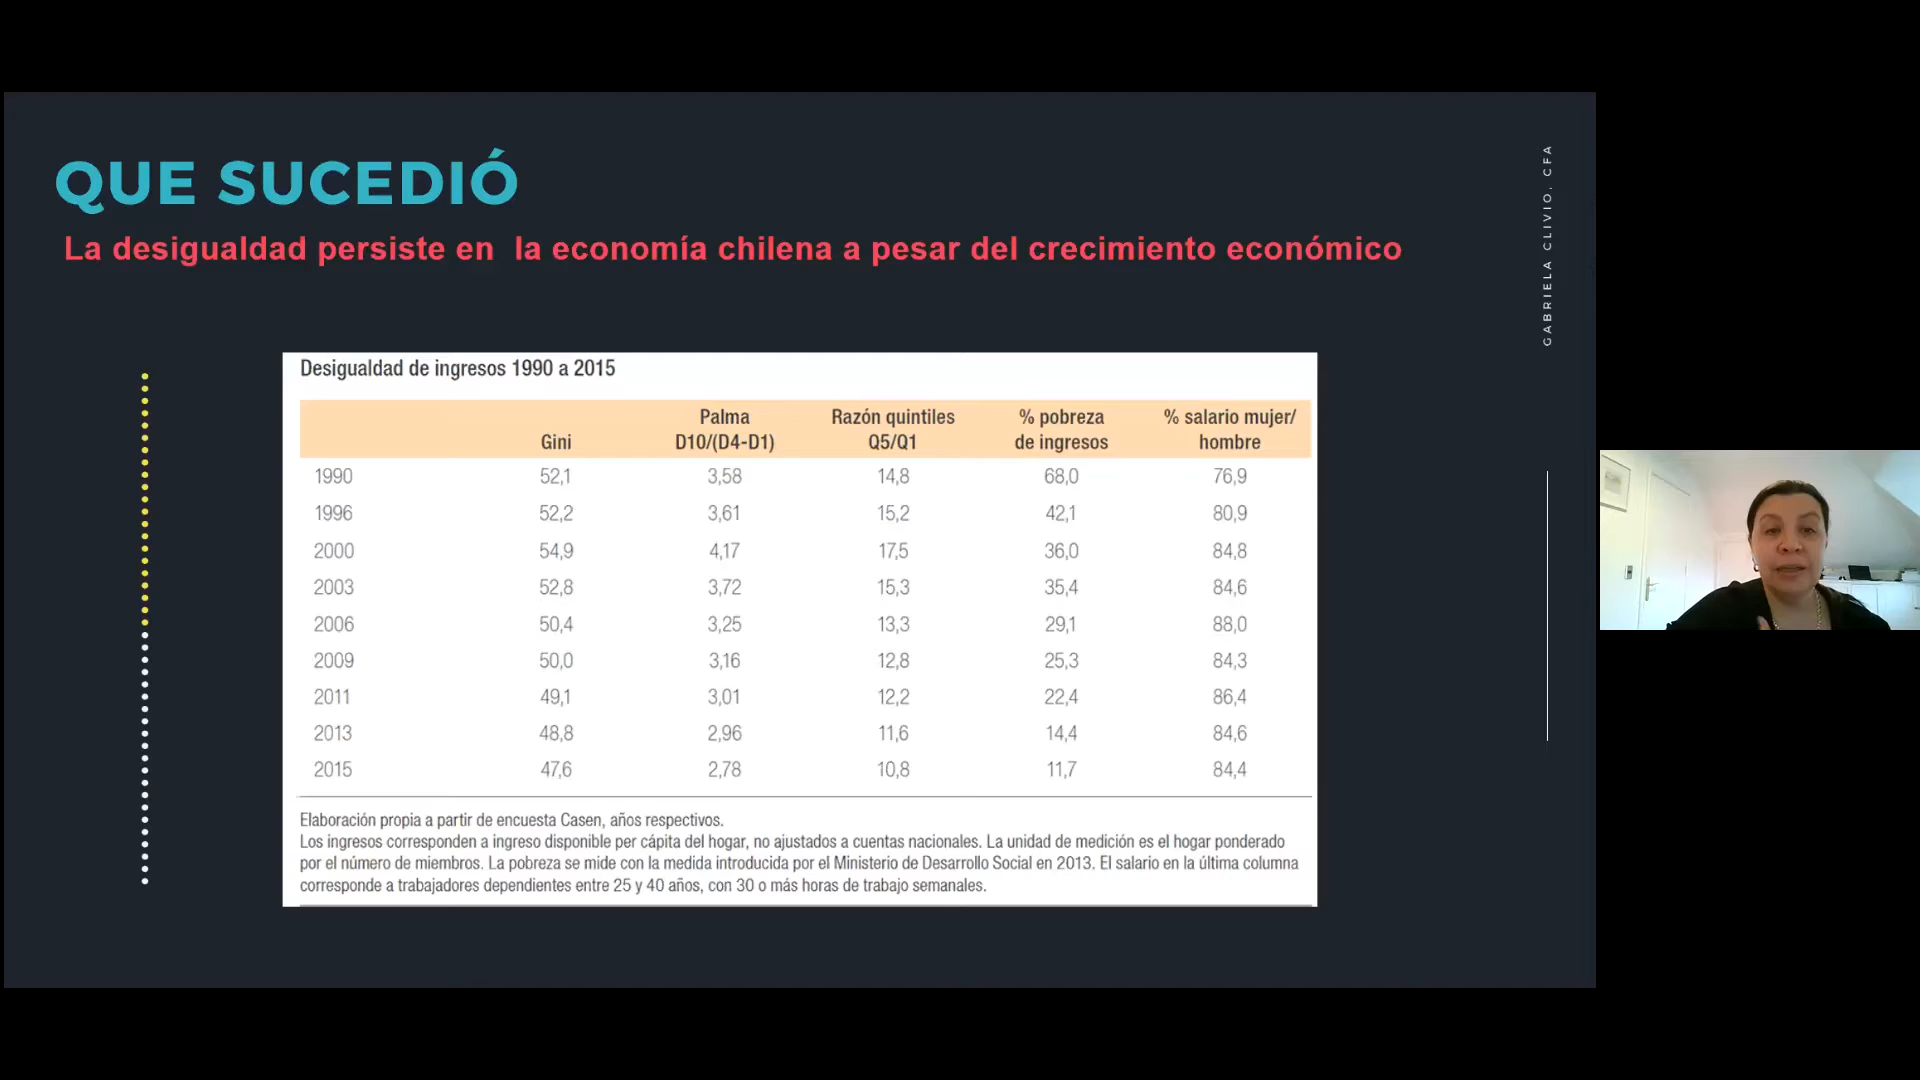 QUE SUCEDIÓ
La desigualdad persiste en  la economía chilena a pesar del crecimiento económico
GABRIELA CLIVIO, CFA
Desigualdad de ingresos 1990 a 2015
Gini Palma D10/(D4-D1) Razón quintiles Q5/Q1 % pobreza de ingresos % salario mujer/ hombre
1990 52,1 3,58 14,8 68,0 76,9
1996 52,2 3,61 15,2 42,1 80,9
2000 54,9 4,17 17,5 36,0 84,8
2003 52,8 3,72 15,3 35,4 84,6
2006 50,4 3,25 13,3 29,1 88,0
2009 50,0 3,16 12,8 25,3 84,3
2011 49,1 3,01 12,2 22,4 86,4
2013 48,8 2,96 11,6 14,4 84,6
2015 47,6 2,78 10,8 11,7 84,4
Elaboración propia a partir de encuesta Casen, años respectivos.
Los ingresos corresponden a ingreso disponible per cápita del hogar, no ajustados a cuentas nacionales. La unidad de medición es el hogar ponderado
por el número de miembros. La pobreza se mide con la medida introducida por el Ministerio de Desarrollo Social en 2013. El salario en la última columna
corresponde a trabajadores dependientes entre 25 y 40 años, con 30 o más horas de trabajo semanales.